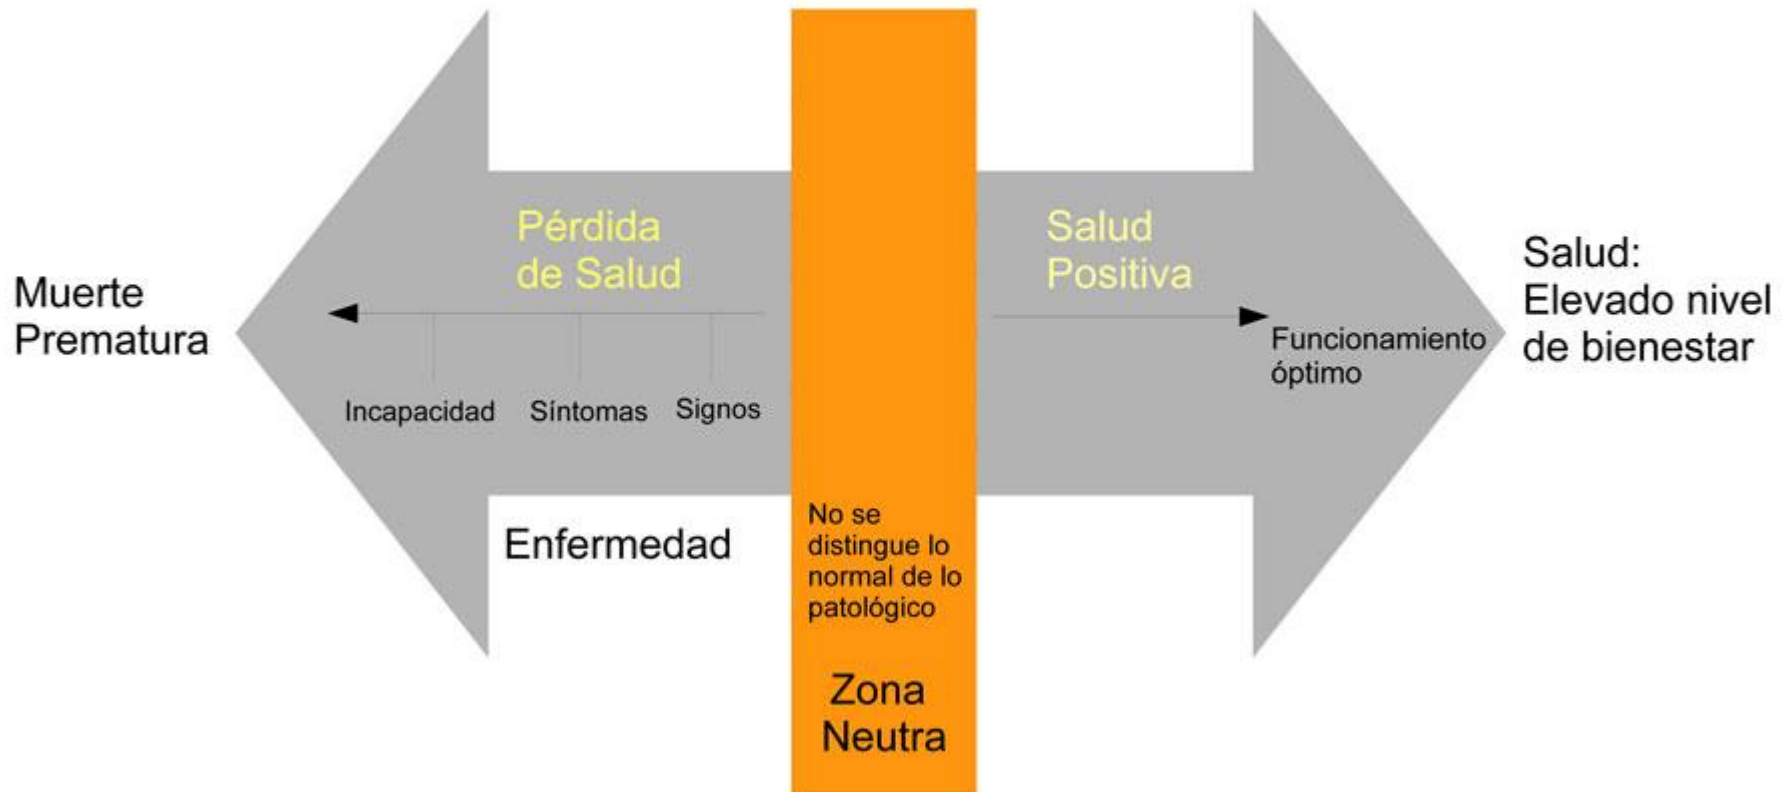 Muerte
Prematura
Pérdida
de Salud
Incapacidad
Síntomas
Signos
Enfermedad
No se
distingue lo
normal de lo
patológico
Zona
Neutra
Salud
Positiva
Funcionamiento
óptimo
Salud:
Elevado nivel
de bienestar